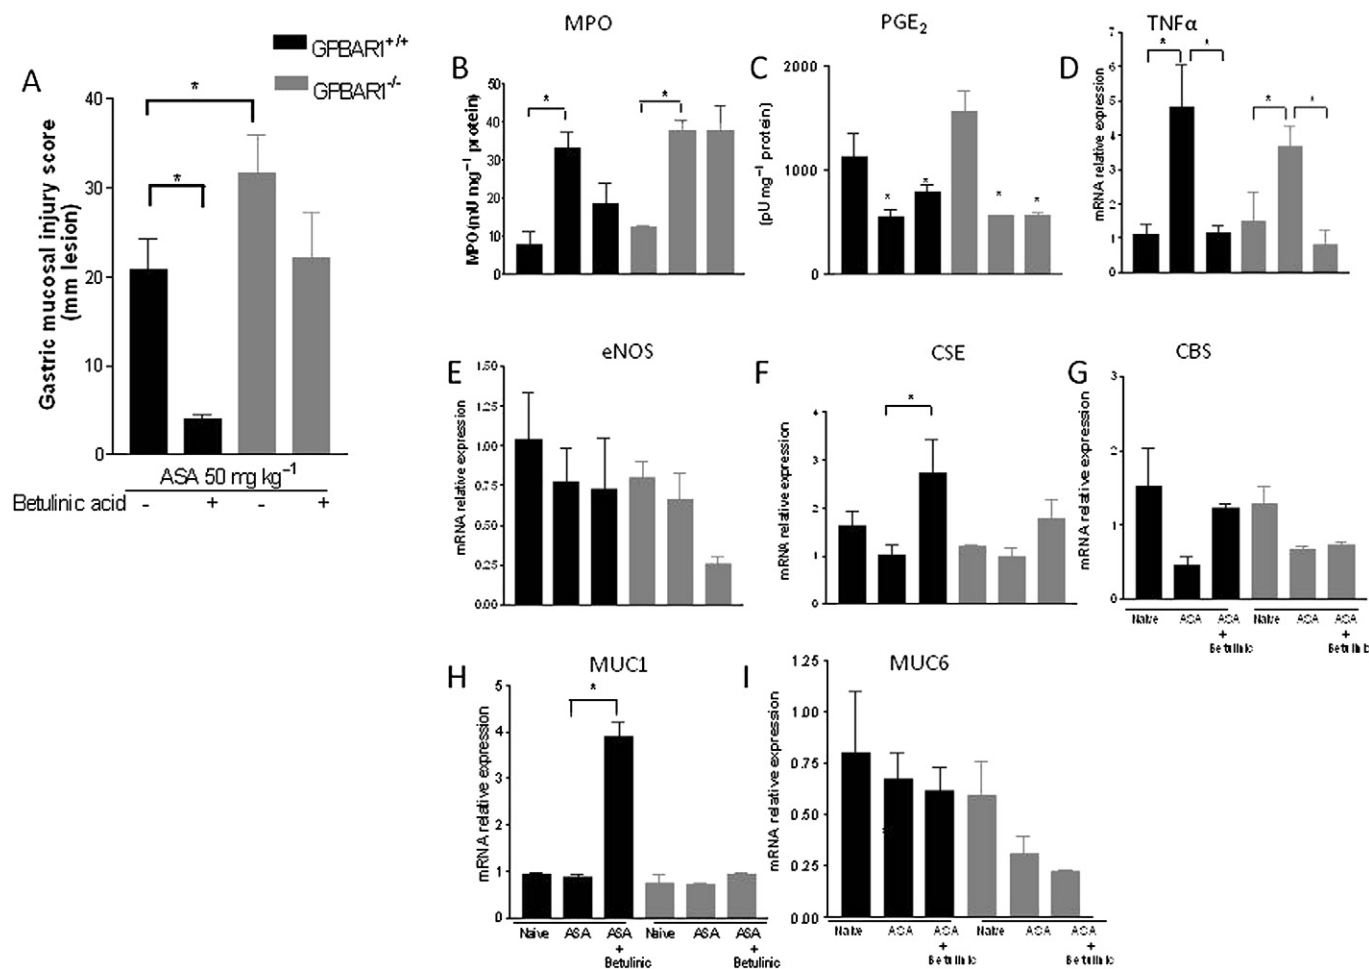 GPBAR1+/+
GPBAR1-/-
A
*
*
Gastric mucosal injury score
(mm lesion)
40
30
20
10
0
ASA 50 mg kg–1
Betulinic acid - + - +
MPO
B
MPO (mU mg–1 protein)
50
40
30
20
10
0
*
*
PGE2
C
(pU mg–1 protein)
2000
1000
0
*
*
*
*
TNFα
D
mRNA relative expression
7
6
5
4
3
2
1
0
*
*
*
*
eNOS
E
mRNA relative expression
1.50
1.25
1.00
0.75
0.50
0.25
0.00
CSE
F
mRNA relative expression
4
3
2
1
0
*
CBS
G
mRNA relative expression
3
2
1
0
Naive ASA ASA Naive ASA ASA
+ +
Betulinic Betulinic
MUC1
H
mRNA relative expression
5
4
3
2
1
0
*
Naive ASA ASA Naive ASA ASA
+ +
Betulinic Betulinic
MUC6
I
mRNA relative expression
1.25
1.00
0.75
0.50
0.25
0.00
*
Naive ASA ASA Naive ASA ASA
+ +
Betulinic Betulinic